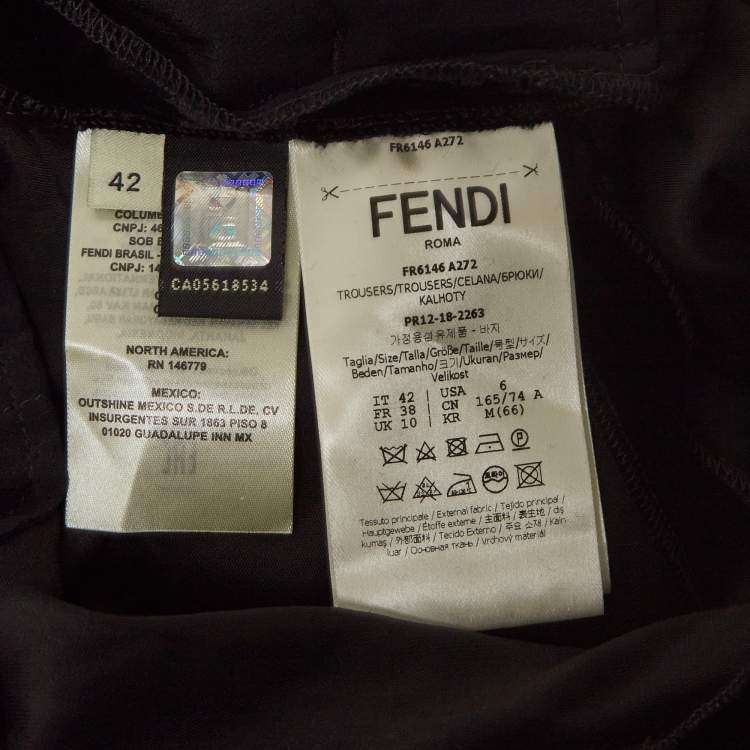 42
COLUME
CNPJ: 46
SOB E
FENDI BRASIL -
CNPJ: 14
CA05618534
NORTH AMERICA:
RN 146779
MEXICO:
OUTSHINE MEXICO S.DE R.L.DE, CV
INSURGENTES SUR 1863 PISO 8
01020 GUADALUPE INN MX
FR6146 A272
FENDI
ROMA
FR6146 A272
TROUSERS/TROUSERS/CELANA/БРЮКИ/
KALHOTY
PR12-18-2263
가정용섬유제품 - 바지
Taglia/Size/Talla/Größe/Taille/号型/サイズ/
Beden/Tamanho/크기/Ukuran/Размер/
Velikost
IT 42 USA 6
FR 38 CN 165/74 A
UK 10 KR M(66)
Tessuto principale / External fabric / Tejido principal /
Hauptgewebe / Étoffe externe / 主面料 / 表生地 / dış
kumaş / 外部面料 / Tecido Externo / 주요 소재 / Kain
luar / Основная ткань / Vrchový materiál